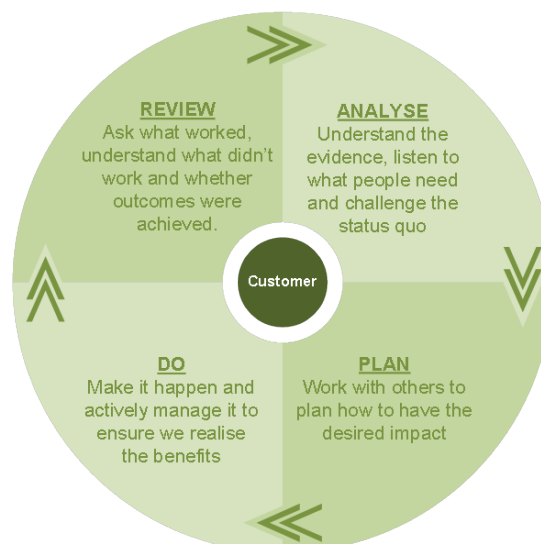 REVIEW
Ask what worked,
understand what didn't
work and whether
outcomes were
achieved.
ANALYSE
Understand the
evidence, listen to
what people need
and challenge the
status quo
Customer
DO
Make it happen and
actively manage it to
ensure we realise
the benefits
PLAN
Work with others to
plan how to have the
desired impact